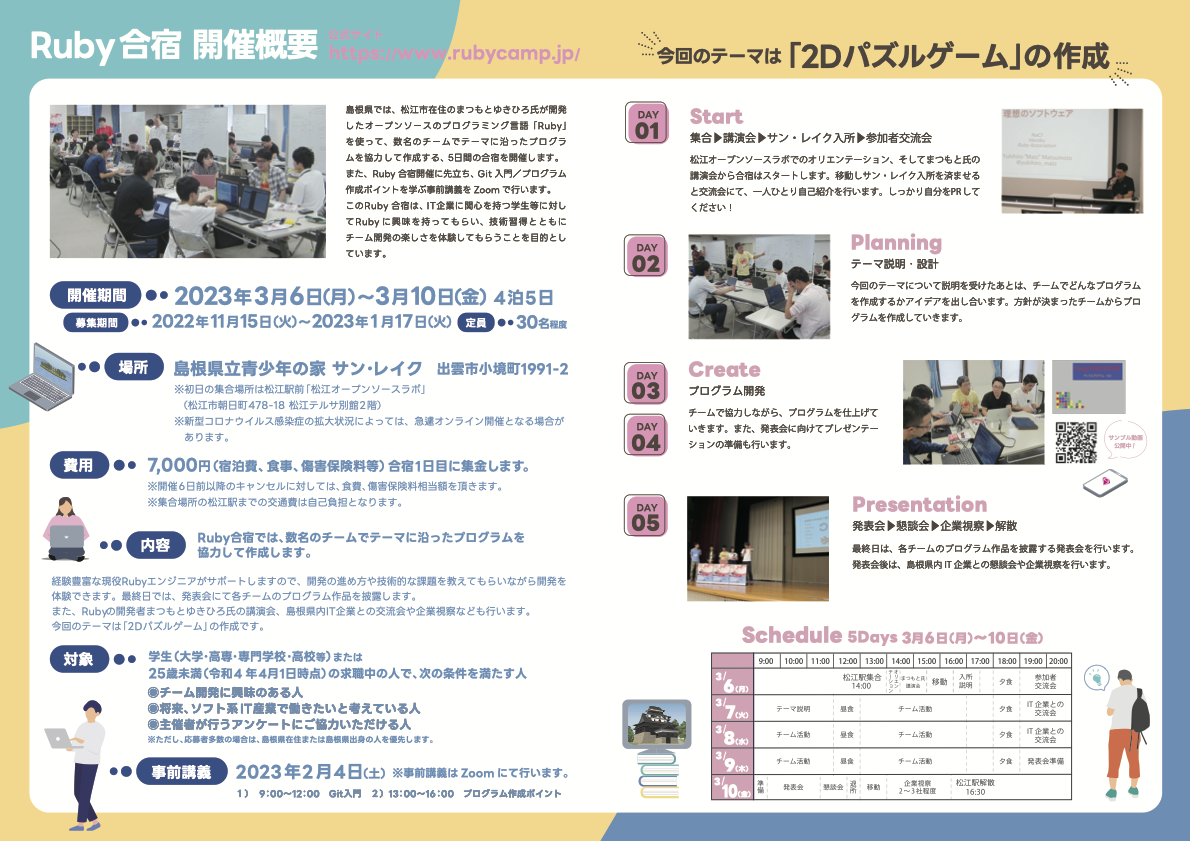 Ruby合宿 開催概要
公式サイト
https://www.rubycamp.jp/
島根県では、松江市在住のまつもとゆきひろ氏が開発
したオープンソースのプログラミング言語「Ruby」
を使って、数名のチームでテーマに沿ったプログラ
ムを協力して作成する、5日間の合宿を開催します。
また、Ruby 合宿開催に先立ち、Git 入門／プログラム
作成ポイントを学ぶ事前講義を Zoom で行います。
このRuby 合宿は、IT企業に関心を持つ学生等に対し
てRuby に興味を持ってもらい、技術習得とともに
チーム開発の楽しさを体験してもらうことを目的とし
ています。
開催期間
2023年3月6日(月)～3月10日(金) 4泊5日
募集期間
2022年11月15日(火)～2023年1月17日(火)
定員
30名程度
場所
島根県立青少年の家 サン・レイク 出雲市小境町1991-2
※初日の集合場所は松江駅前「松江オープンソースラボ」
（松江市朝日町478-18 松江テルサ別館2階）
※新型コロナウイルス感染症の拡大状況によっては、急遽オンライン開催となる場合が
あります。
費用
7,000円（宿泊費、食事、傷害保険料等）合宿1日目に集金します。
※開催6日前以降のキャンセルに対しては、食費、傷害保険料相当額を頂きます。
※集合場所の松江駅までの交通費は自己負担となります。
内容
Ruby合宿では、数名のチームでテーマに沿ったプログラムを
協力して作成します。
経験豊富な現役Rubyエンジニアがサポートしますので、開発の進め方や技術的な課題を教えてもらいながら開発を
体験できます。最終日では、発表会にて各チームのプログラム作品を披露します。
また、Rubyの開発者まつもとゆきひろ氏の講演会、島根県内IT企業との交流会や企業視察なども行います。
今回のテーマは「2Dパズルゲーム」の作成です。
対象
学生（大学・高専・専門学校・高校等）または
25歳未満（令和4年4月1日時点）の求職中の人で、次の条件を満たす人
◉チーム開発に興味のある人
◉将来、ソフト系IT産業で働きたいと考えている人
◉主催者が行うアンケートにご協力いただける人
※ただし、応募者多数の場合は、島根県在住または島根県出身の人を優先します。
事前講義
2023年2月4日(土) ※事前講義は Zoom にて行います。
1） 9:00～12:00 Git入門 2）13:00～16:00 プログラム作成ポイント
今回のテーマは「2Dパズルゲーム」の作成
DAY
01
Start
集合▶講演会▶サン・レイク入所▶参加者交流会
松江オープンソースラボでのオリエンテーション、そしてまつもと氏の
講演会から合宿はスタートします。移動しサン・レイク入所を済ませる
と交流会にて、一人ひとり自己紹介を行います。しっかり自分をPRして
ください！
理想のソフトウェア
DAY
02
Planning
テーマ説明・設計
今回のテーマについて説明を受けたあとは、チームでどんなプログラム
を作成するかアイデアを出し合います。方針が決まったチームからプロ
グラムを作成していきます。
DAY
03
DAY
04
Create
プログラム開発
チームで協力しながら、プログラムを仕上げて
いきます。また、発表会に向けてプレゼンテー
ションの準備も行います。
サンプル動画
公開中！
DAY
05
Presentation
発表会▶懇談会▶企業視察▶解散
最終日は、各チームのプログラム作品を披露する発表会を行います。
発表会後は、島根県内 IT 企業との懇談会や企業視察を行います。
Schedule 5Days 3月6日(月)～10日(金)
9:00 10:00 11:00 12:00 13:00 14:00 15:00 16:00 17:00 18:00 19:00 20:00
3/6(月) 松江駅集合 14:00 オリエンテーション まつもと氏講演会 移動 入所説明 夕食 参加者交流会
3/7(火) テーマ説明 昼食 チーム活動 夕食 IT 企業との交流会
3/8(水) チーム活動 昼食 チーム活動 夕食 IT 企業との交流会
3/9(木) チーム活動 昼食 チーム活動 夕食 発表会準備
3/10(金) 準備 発表会 懇談会 退所 移動 企業視察 2～3社程度 松江駅解散 16:30